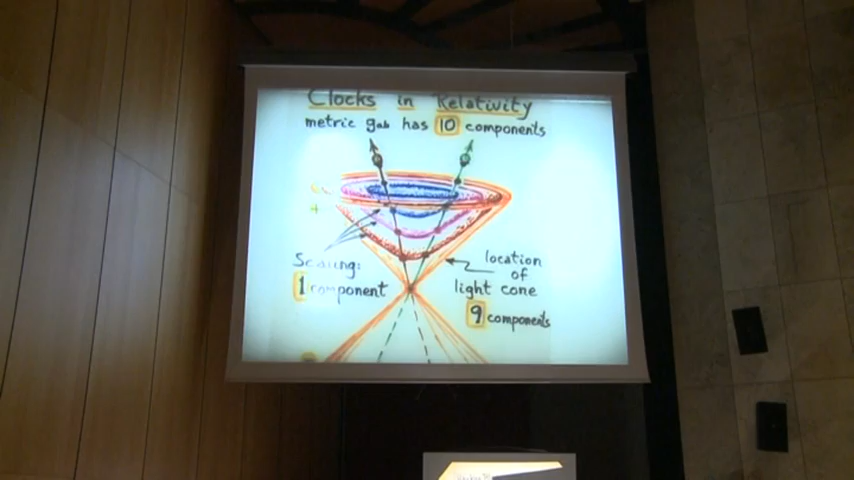 Clocks in Relativity
metric gab has 10 components
Scaling:
1 component
location
of
light cone
9 components